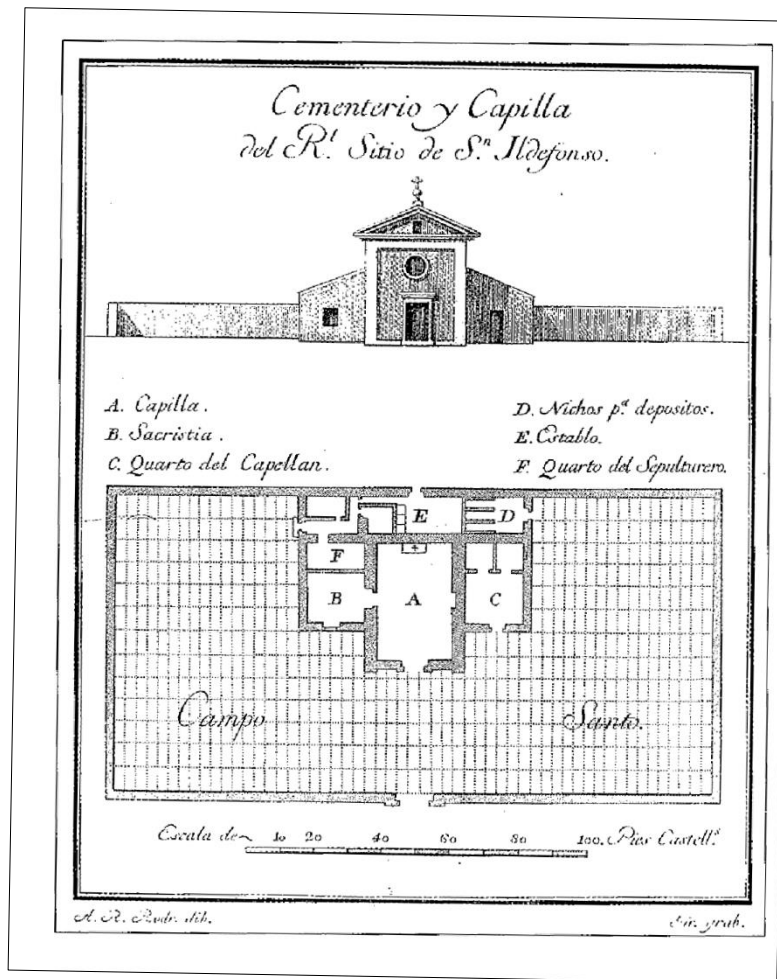 Cementerio y Capilla
del R.l Sitio de S.n Ildefonso.
A. Capilla.
B. Sacristia.
C. Quarto del Capellan.
D. Nichos p.a depositos.
E. Establo.
F. Quarto del Sepulturero.
E
D
F
B
A
C
Campo
Santo.
Escala de 10 20 40 60 80 100. Pies Castell.s
A. R. Rodr. dib.
grab.